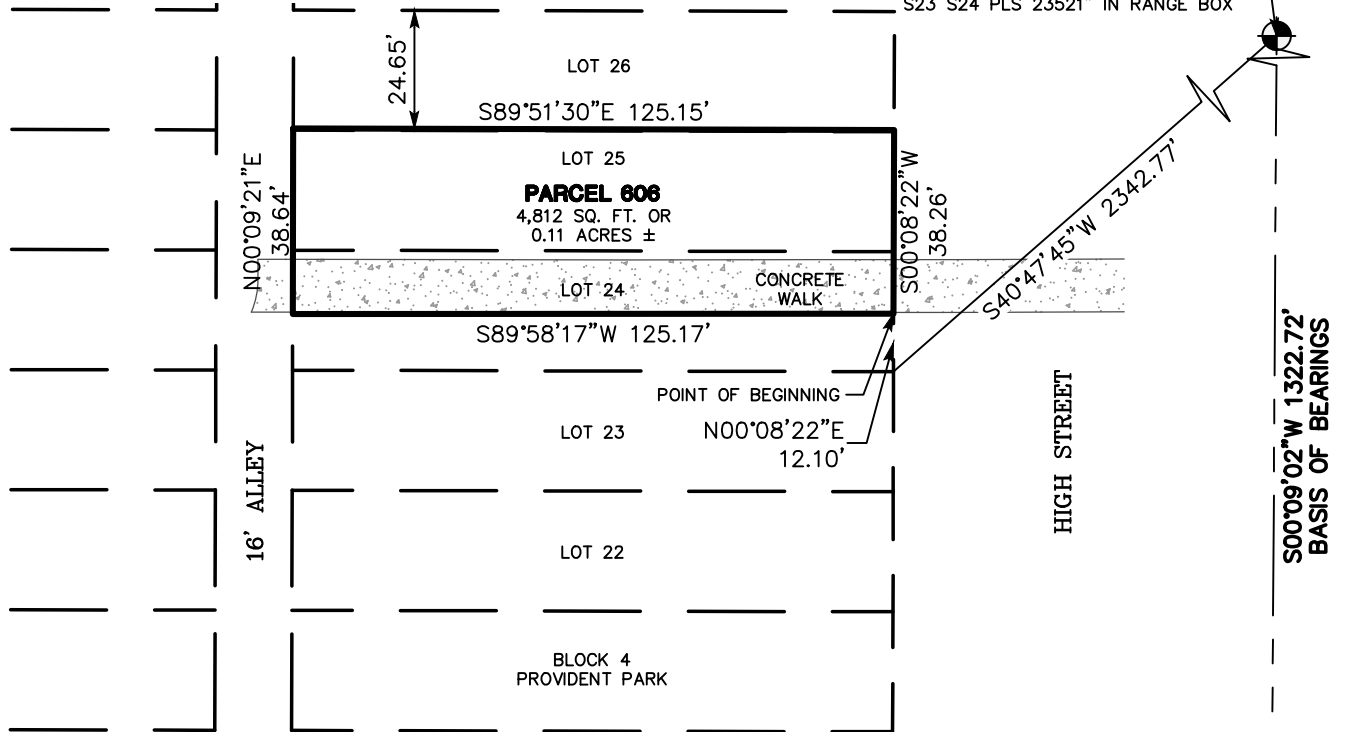 S23 S24 PLS 23521" IN RANGE BOX
24.65'
LOT 26
S89°51'30"E 125.15'
LOT 25
PARCEL 606
4,812 SQ. FT. OR
0.11 ACRES ±
N00°09'21"E
38.64'
S00°08'22"W
38.26'
S40°47'45"W 2342.77'
CONCRETE
WALK
LOT 24
S89°58'17"W 125.17'
POINT OF BEGINNING
N00°08'22"E
12.10'
LOT 23
16' ALLEY
HIGH STREET
S00°09'02"W 1322.72'
BASIS OF BEARINGS
LOT 22
BLOCK 4
PROVIDENT PARK